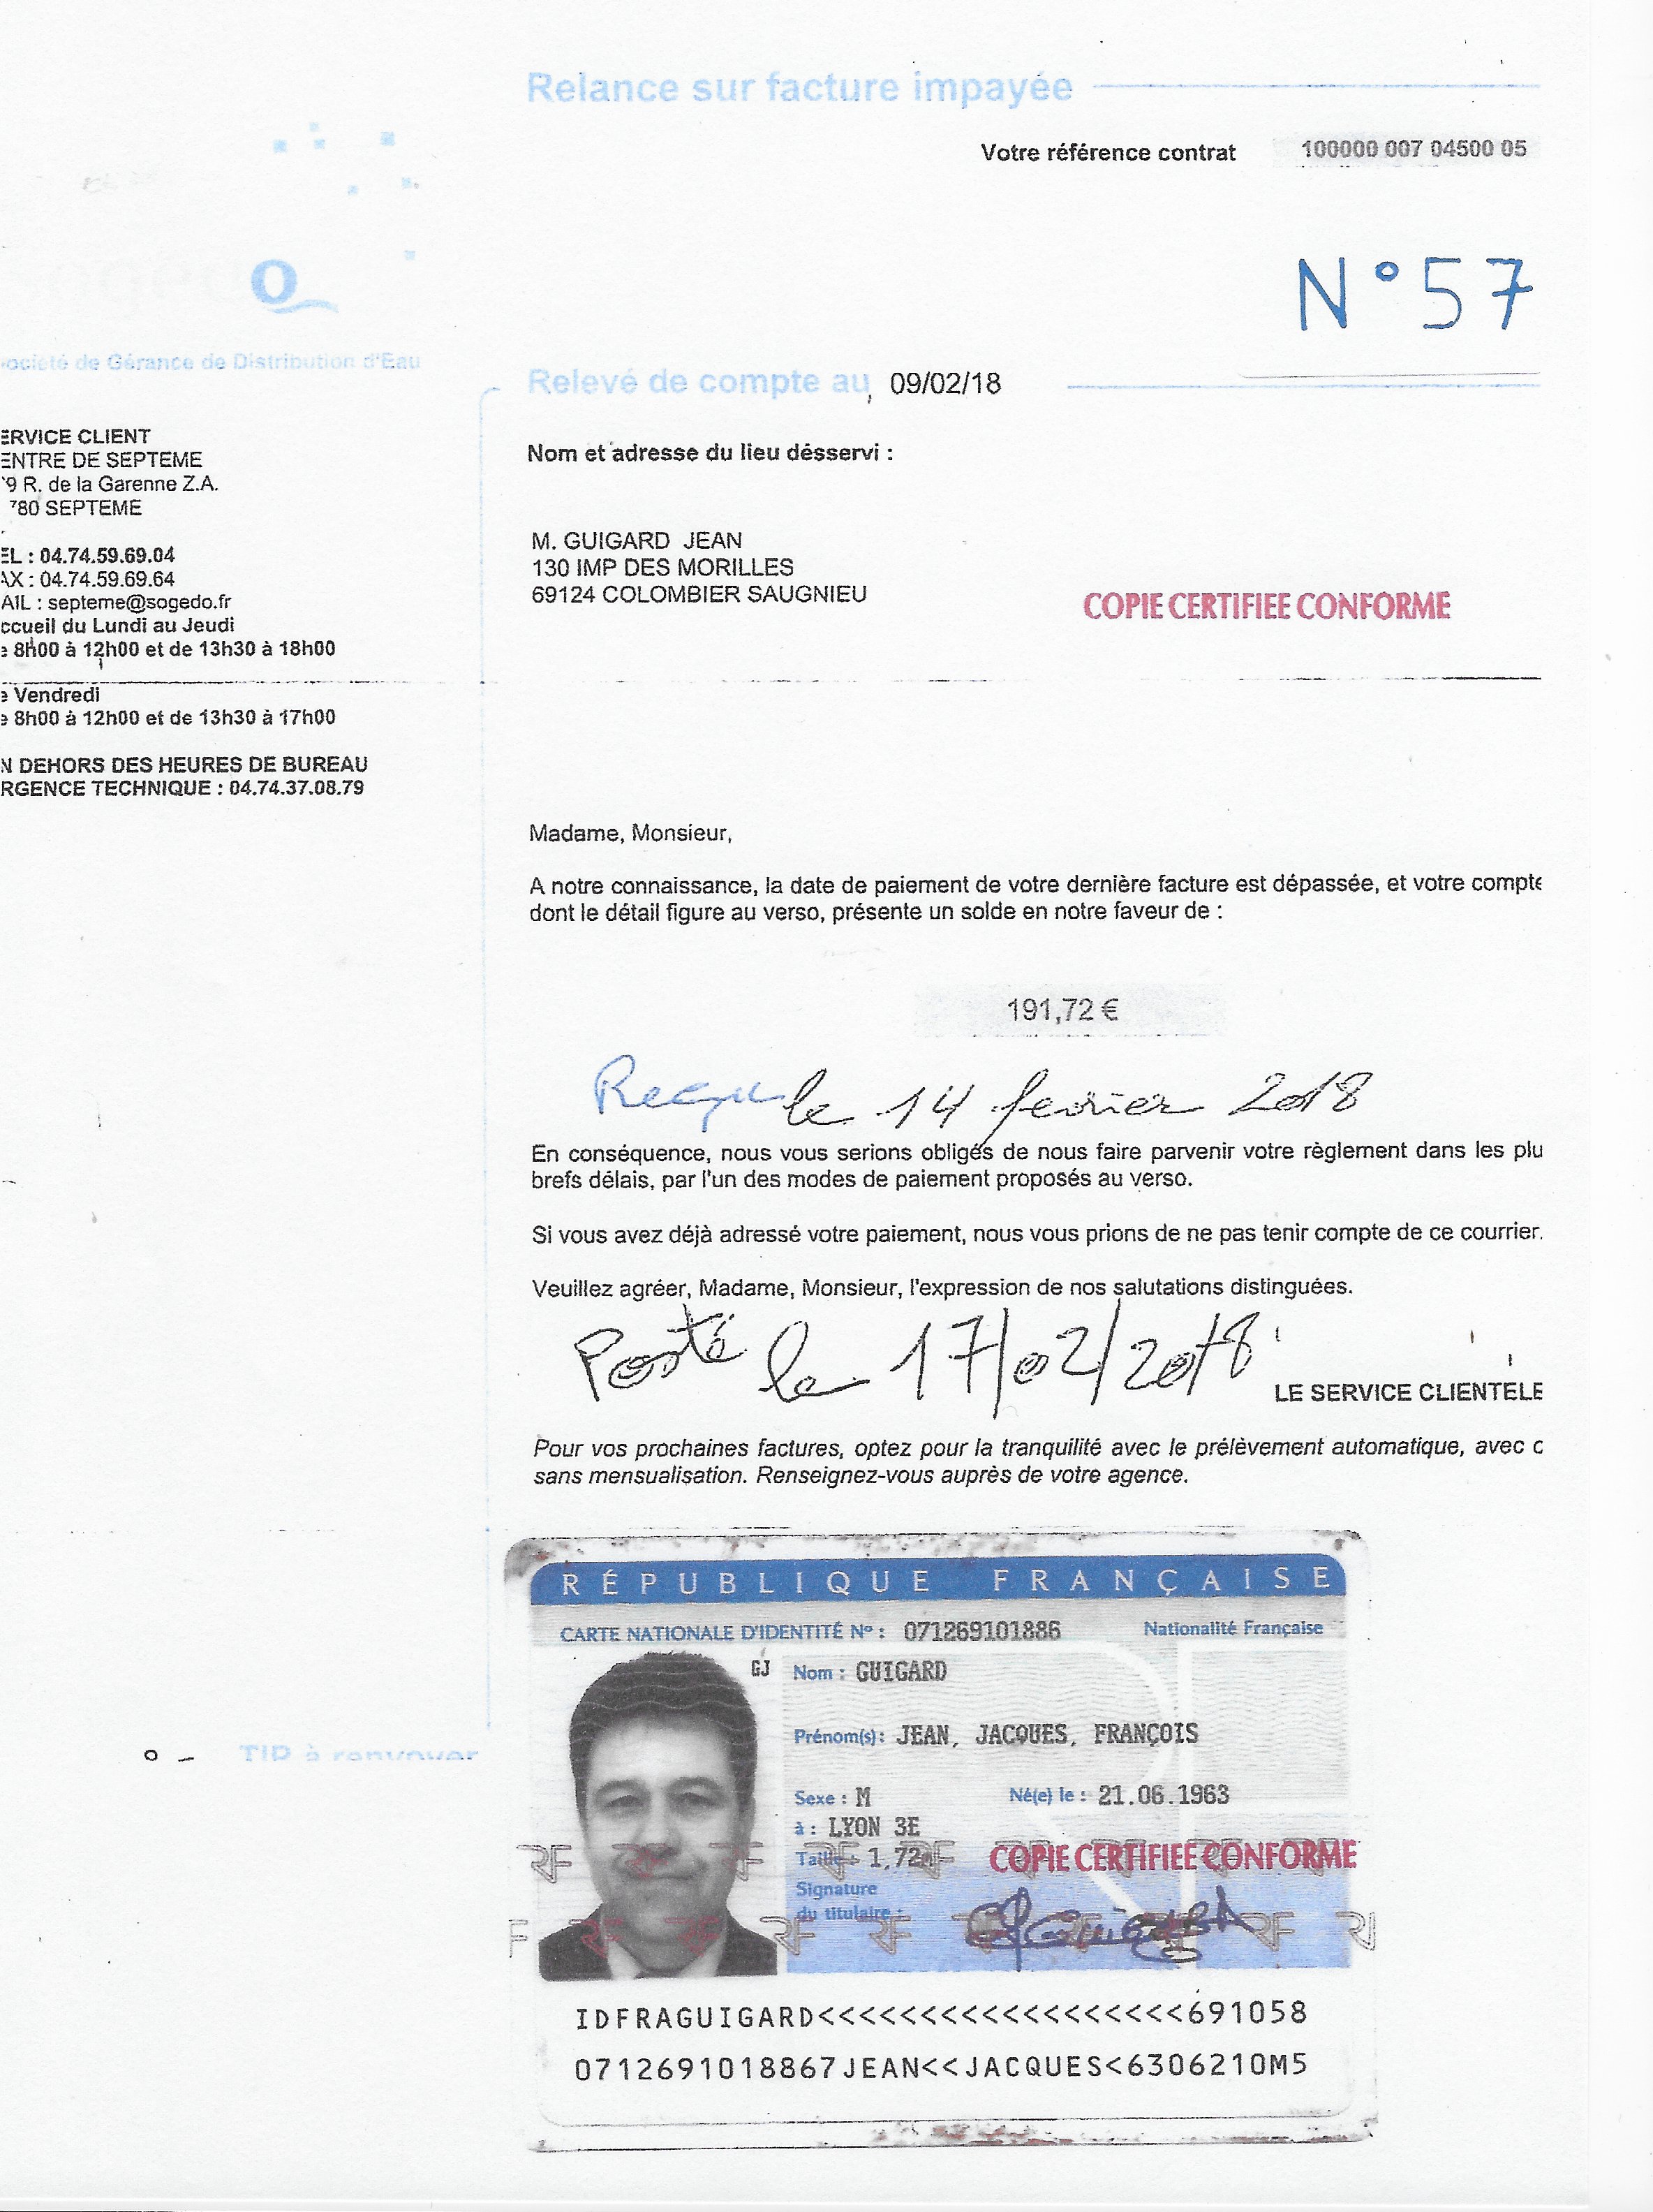 Relance sur facture impayée
Votre référence contrat 100000 007 04500 05
N°57
ociété de Gérance de Distribution d'Eau
Relevé de compte au 09/02/18
ERVICE CLIENT
ENTRE DE SEPTEME
9 R. de la Garenne Z.A.
780 SEPTEME
EL : 04.74.59.69.04
AX : 04.74.59.69.64
AIL : septeme@sogedo.fr
ccueil du Lundi au Jeudi
e 8h00 à 12h00 et de 13h30 à 18h00
e Vendredi
e 8h00 à 12h00 et de 13h30 à 17h00
N DEHORS DES HEURES DE BUREAU
RGENCE TECHNIQUE : 04.74.37.08.79
Nom et adresse du lieu désservi :
M. GUIGARD JEAN
130 IMP DES MORILLES
69124 COLOMBIER SAUGNIEU
COPIE CERTIFIEE CONFORME
Madame, Monsieur,
A notre connaissance, la date de paiement de votre dernière facture est dépassée, et votre compte
dont le détail figure au verso, présente un solde en notre faveur de :
191,72 €
Reçu le 14 fevrier 2018
En conséquence, nous vous serions obligés de nous faire parvenir votre règlement dans les plu
brefs délais, par l'un des modes de paiement proposés au verso.
Si vous avez déjà adressé votre paiement, nous vous prions de ne pas tenir compte de ce courrier.
Veuillez agréer, Madame, Monsieur, l'expression de nos salutations distinguées.
Posté le 17/02/2018
LE SERVICE CLIENTELE
Pour vos prochaines factures, optez pour la tranquilité avec le prélèvement automatique, avec o
sans mensualisation. Renseignez-vous auprès de votre agence.
TIP à renvoyer
RÉPUBLIQUE FRANÇAISE
CARTE NATIONALE D'IDENTITÉ N° : 071269101886 Nationalité Française
GJ
Nom : GUIGARD
Prénom(s) : JEAN, JACQUES, FRANÇOIS
Sexe : M Né(e) le : 21.06.1963
à : LYON 3E
Taille : 1,72m
COPIE CERTIFIEE CONFORME
Signature
du titulaire :
RF RF RF RF RF
RF RF RF RF RF
IDFRAGUIGARD<<<<<<<<<<<<<<<<<<691058
0712691018867JEAN<<JACQUES<6306210M5